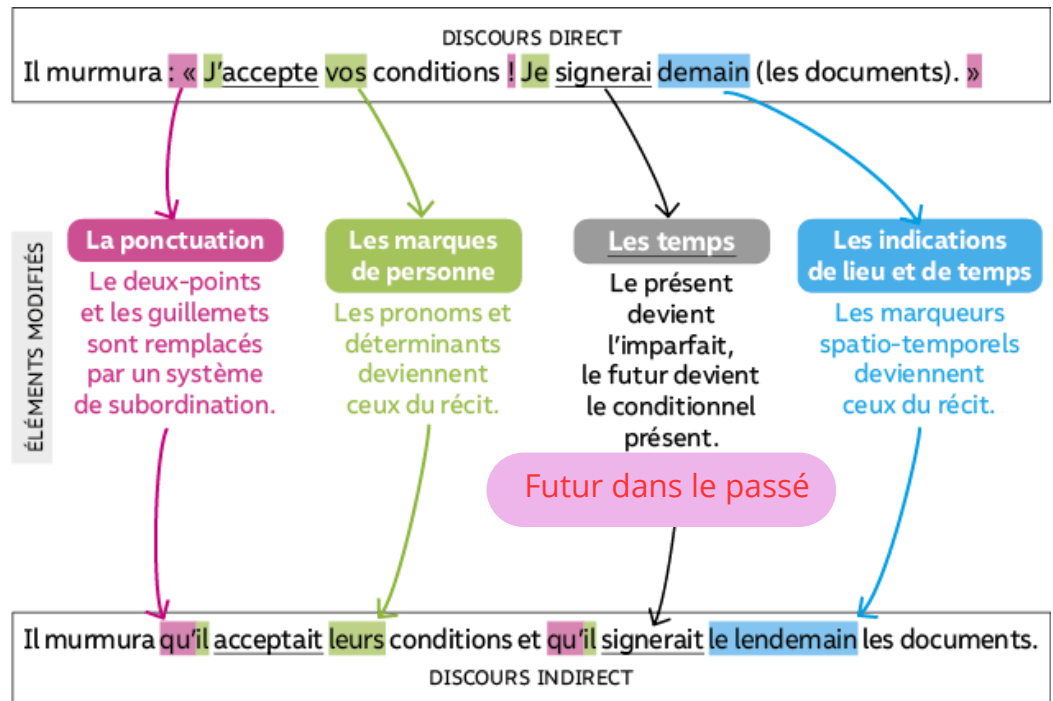 DISCOURS DIRECT
Il murmura : « J'accepte vos conditions ! Je signerai demain (les documents). »
ÉLÉMENTS MODIFIÉS
La ponctuation
Le deux-points
et les guillemets
sont remplacés
par un système
de subordination.
Les marques
de personne
Les pronoms et
déterminants
deviennent
ceux du récit.
Les temps
Le présent
devient
l'imparfait,
le futur devient
le conditionnel
présent.
Futur dans le passé
Les indications
de lieu et de temps
Les marqueurs
spatio-temporels
deviennent
ceux du récit.
Il murmura qu'il acceptait leurs conditions et qu'il signerait le lendemain les documents.
DISCOURS INDIRECT